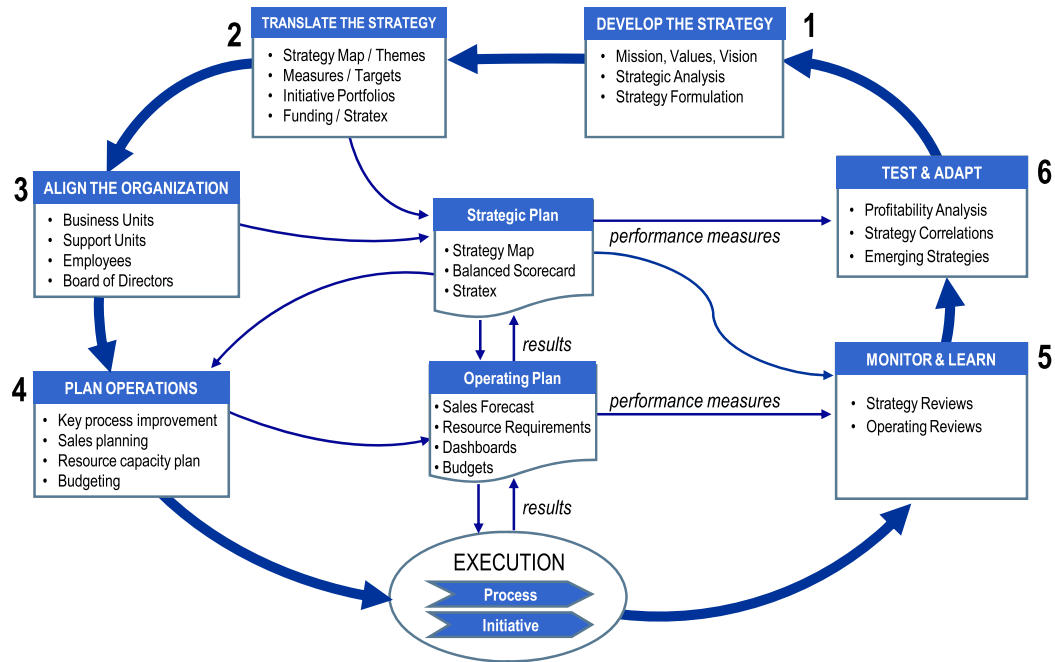 1
DEVELOP THE STRATEGY
• Mission, Values, Vision
• Strategic Analysis
• Strategy Formulation
2
TRANSLATE THE STRATEGY
• Strategy Map / Themes
• Measures / Targets
• Initiative Portfolios
• Funding / Stratex
3
ALIGN THE ORGANIZATION
• Business Units
• Support Units
• Employees
• Board of Directors
4
PLAN OPERATIONS
• Key process improvement
• Sales planning
• Resource capacity plan
• Budgeting
Strategic Plan
• Strategy Map
• Balanced Scorecard
• Stratex
performance measures
results
Operating Plan
• Sales Forecast
• Resource Requirements
• Dashboards
• Budgets
performance measures
results
EXECUTION
Process
Initiative
5
MONITOR & LEARN
• Strategy Reviews
• Operating Reviews
6
TEST & ADAPT
• Profitability Analysis
• Strategy Correlations
• Emerging Strategies